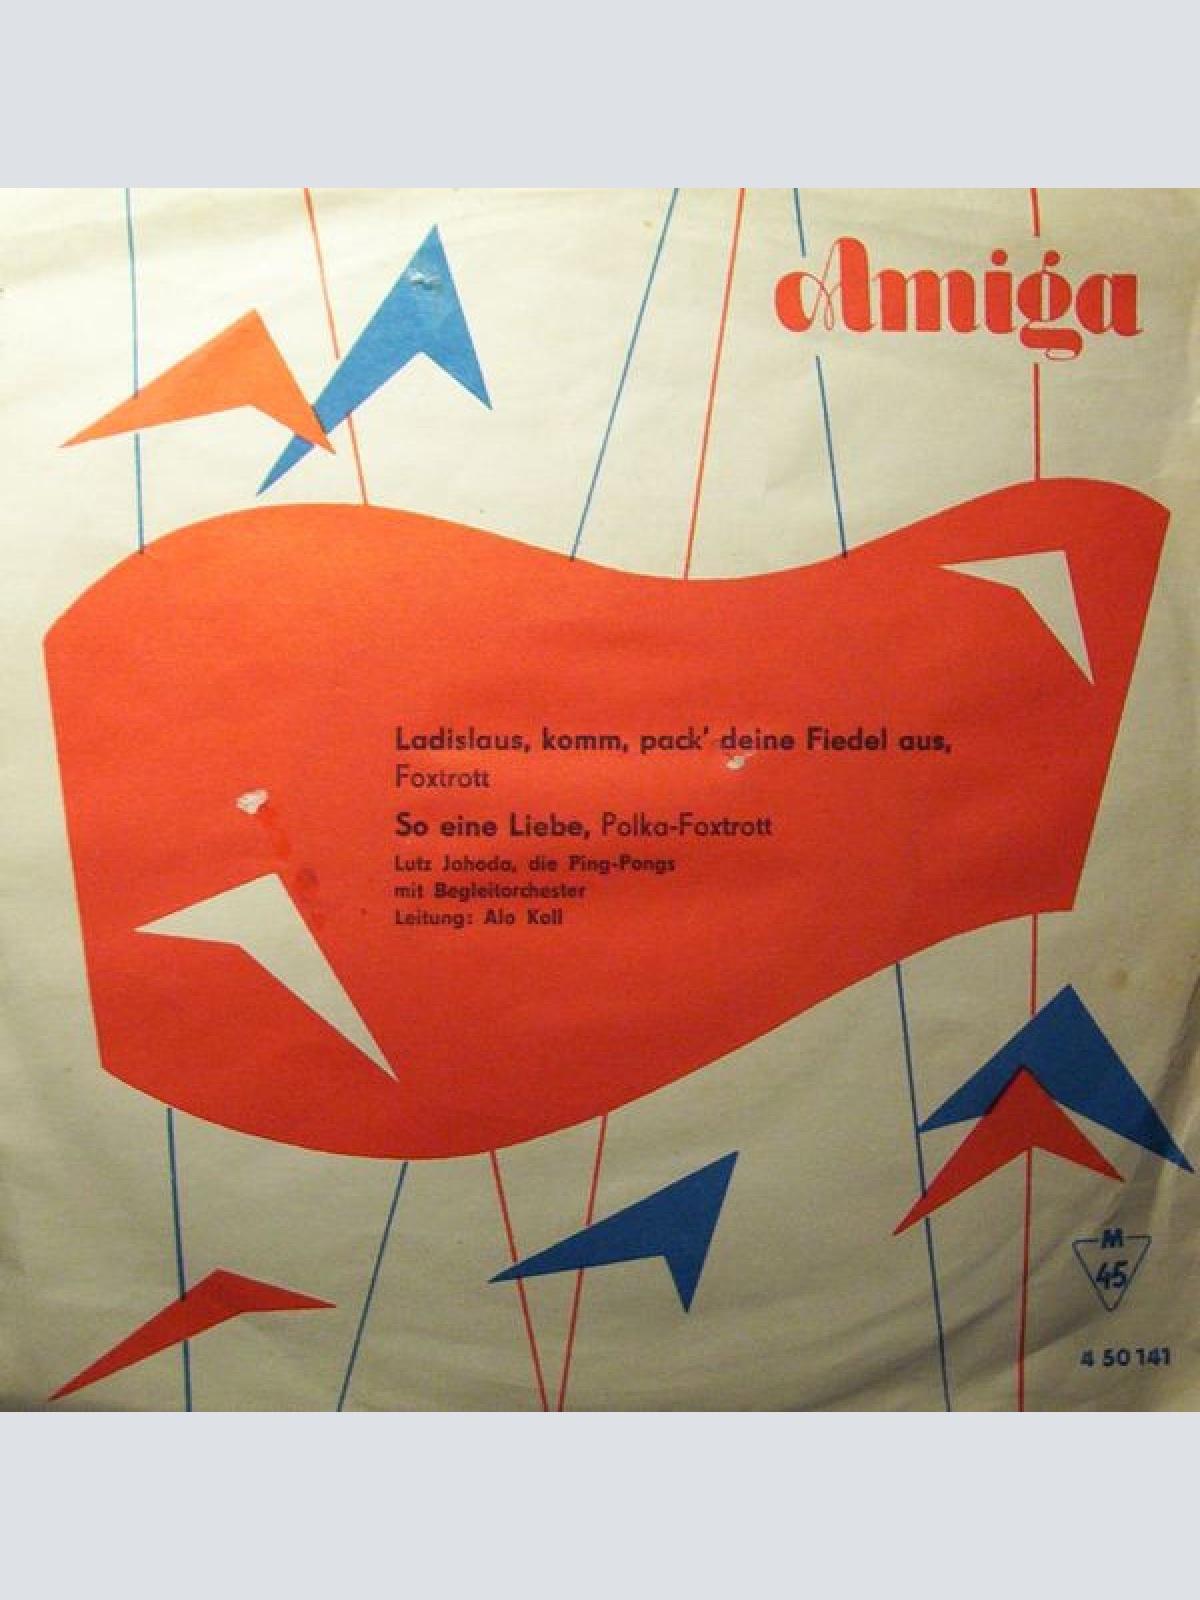 Amiga
Ladislaus, komm, pack' deine Fiedel aus,
Foxtrott
So eine Liebe, Polka-Foxtrott
Lutz Jahoda, die Ping-Pongs
mit Begleitorchester
Leitung: Alo Koll
M
45
4 50 141